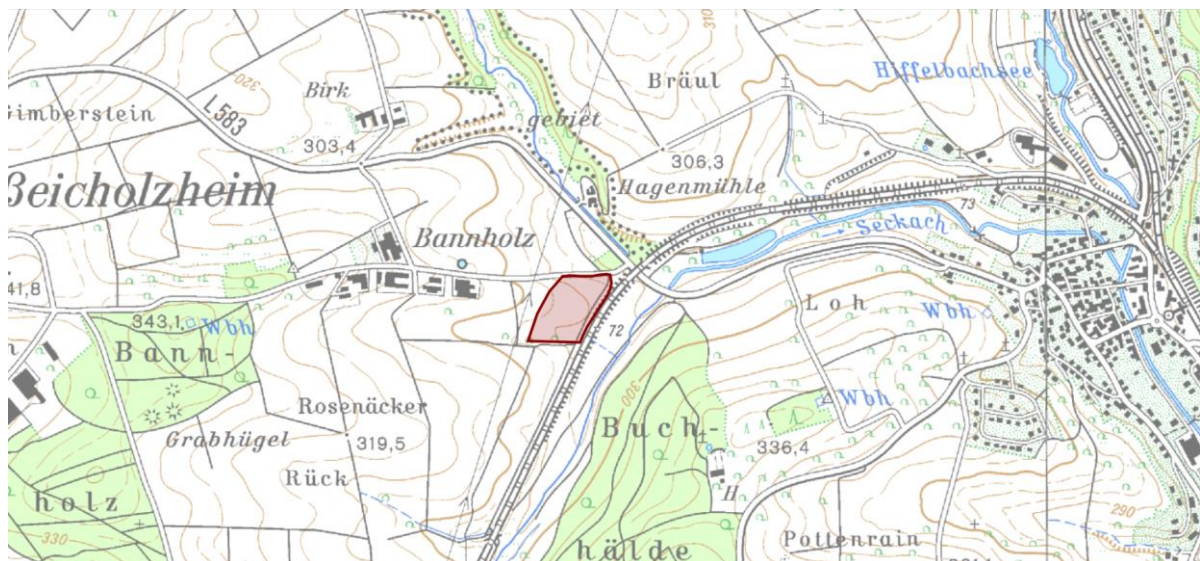 Bräul
Hiffelbachsee
320
310
L583
Birk
Gimberstein
gebiet
303,4
306,3
Hagenmühle
Beicholzheim
73
Seckach
Bannholz
41,8
Loh
343,1
Wbh
Wbh
72
Bann-
300
Wbh
Rosenäcker
Buch-
Grabhügel
319,5
336,4
Rück
H
holz
290
330
Pottenrain
hälde